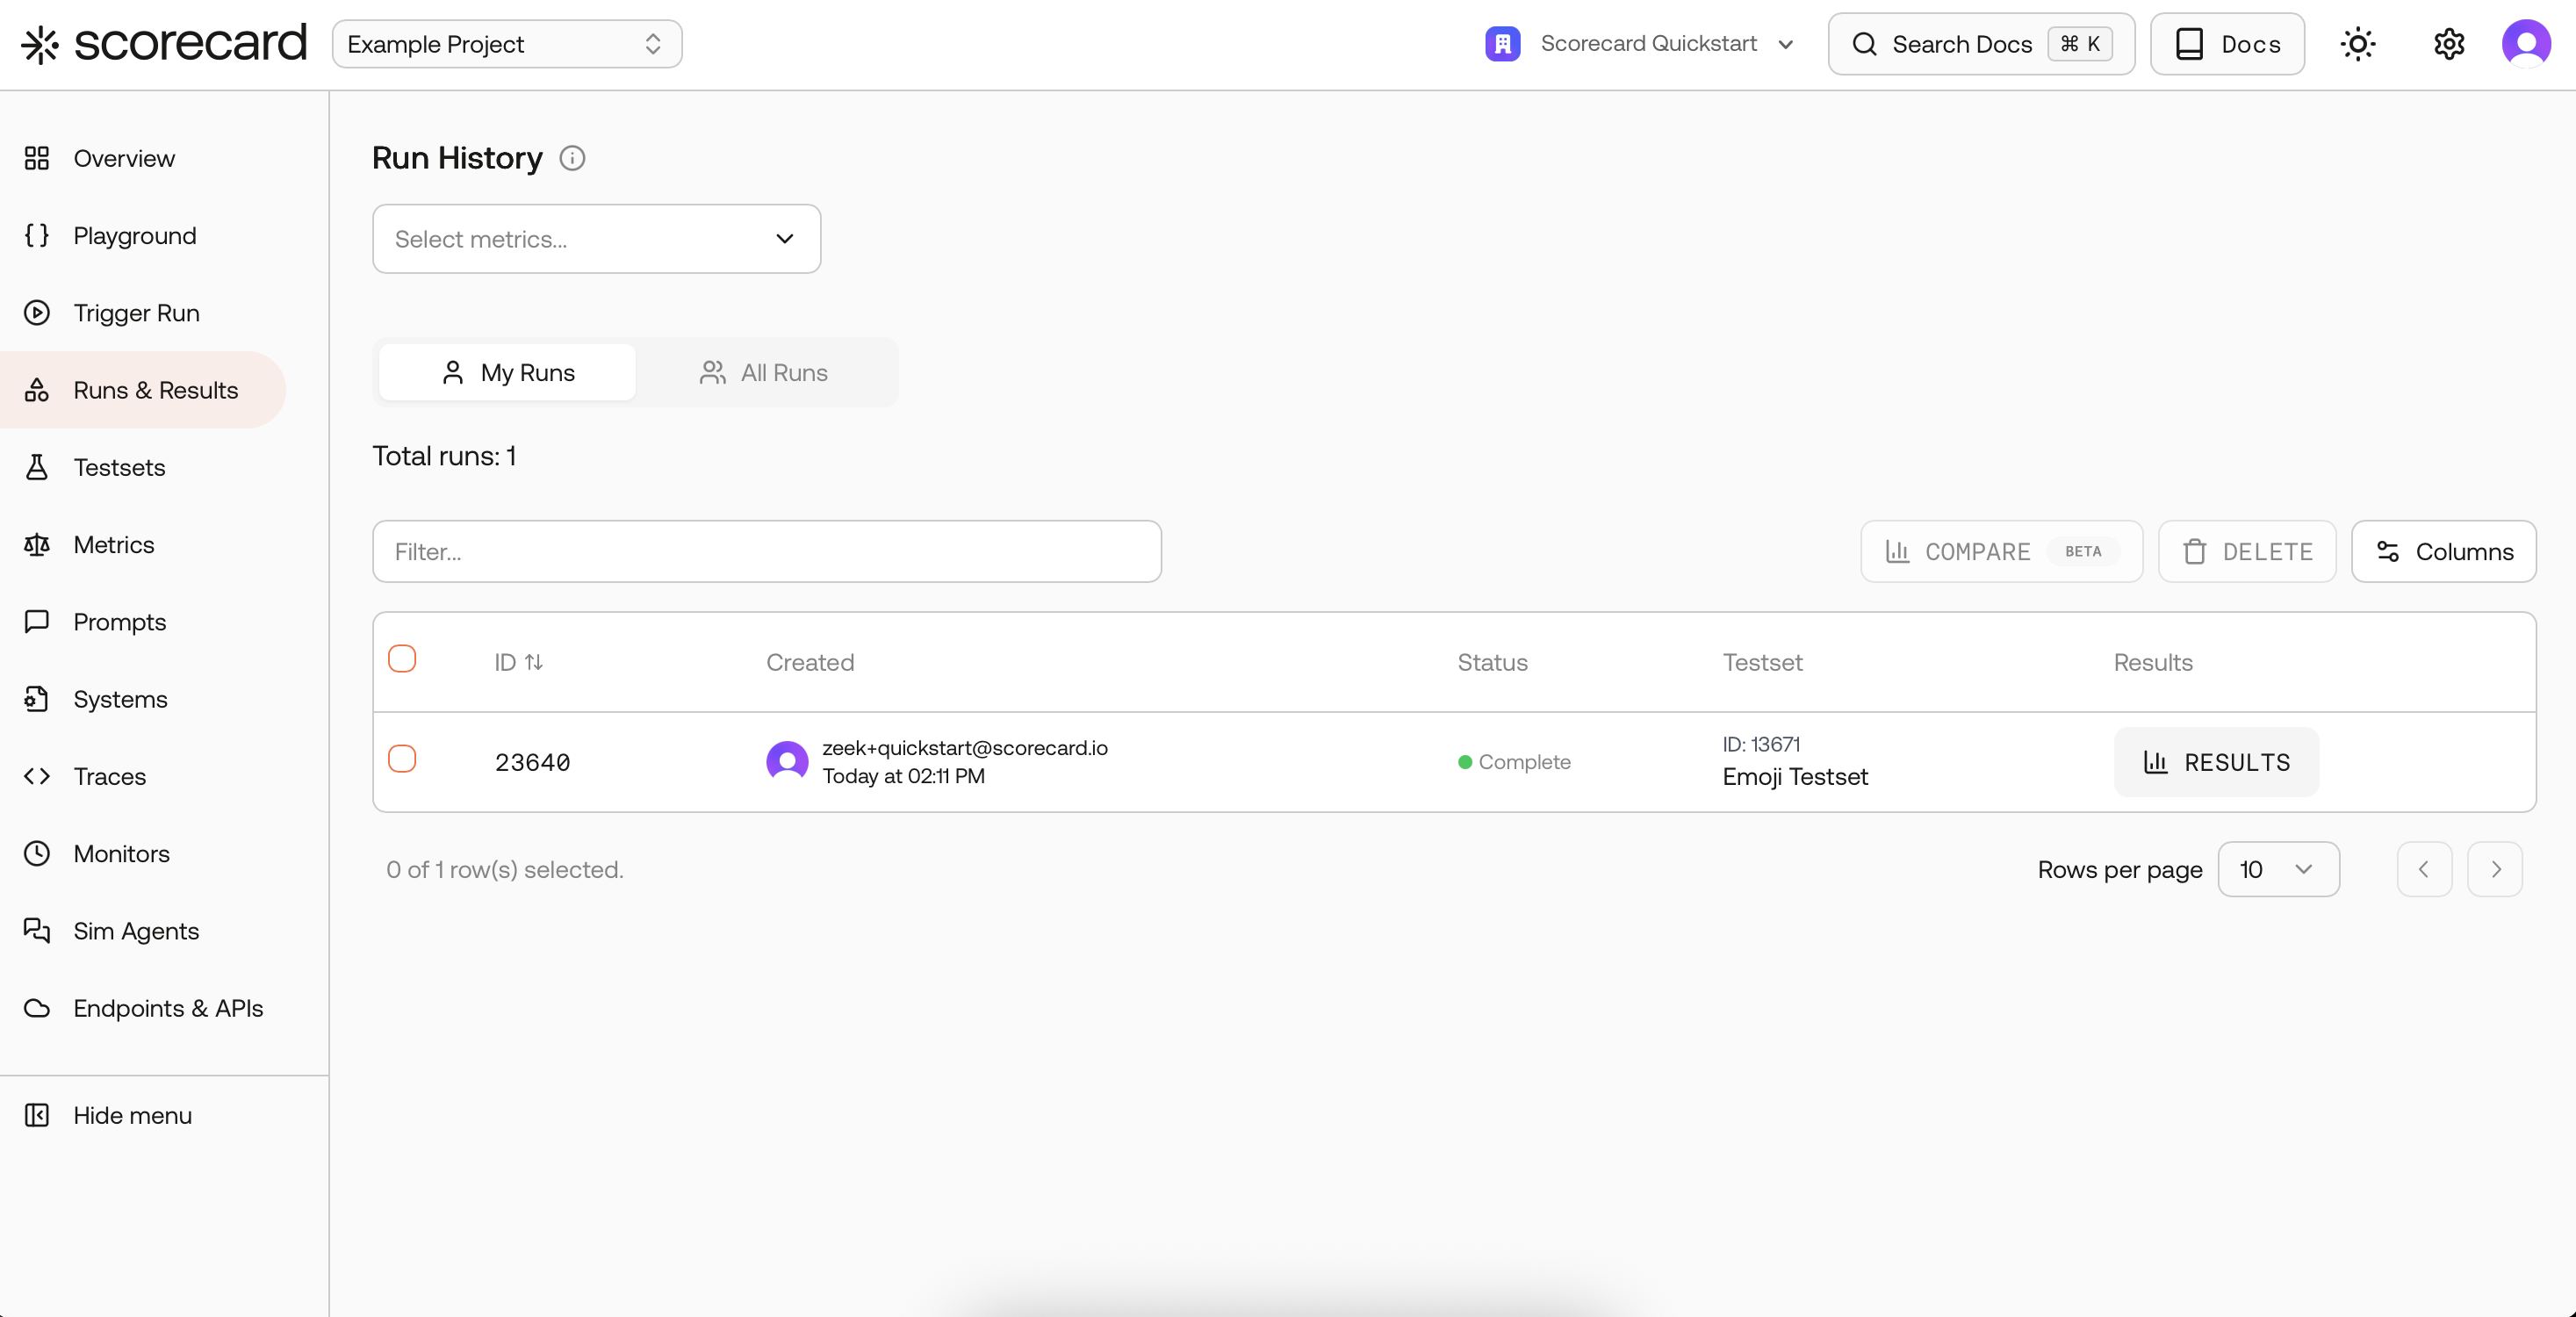 scorecard
Example Project
Scorecard Quickstart
Search Docs ⌘ K
Docs
Overview
Playground
Trigger Run
Runs & Results
Testsets
Metrics
Prompts
Systems
Traces
Monitors
Sim Agents
Endpoints & APIs
Hide menu
Run History
Select metrics...
My Runs
All Runs
Total runs: 1
Filter...
COMPARE BETA
DELETE
Columns
ID Created Status Testset Results
23640
zeek+quickstart@scorecard.io
Today at 02:11 PM
Complete
ID: 13671
Emoji Testset
RESULTS
0 of 1 row(s) selected.
Rows per page 10